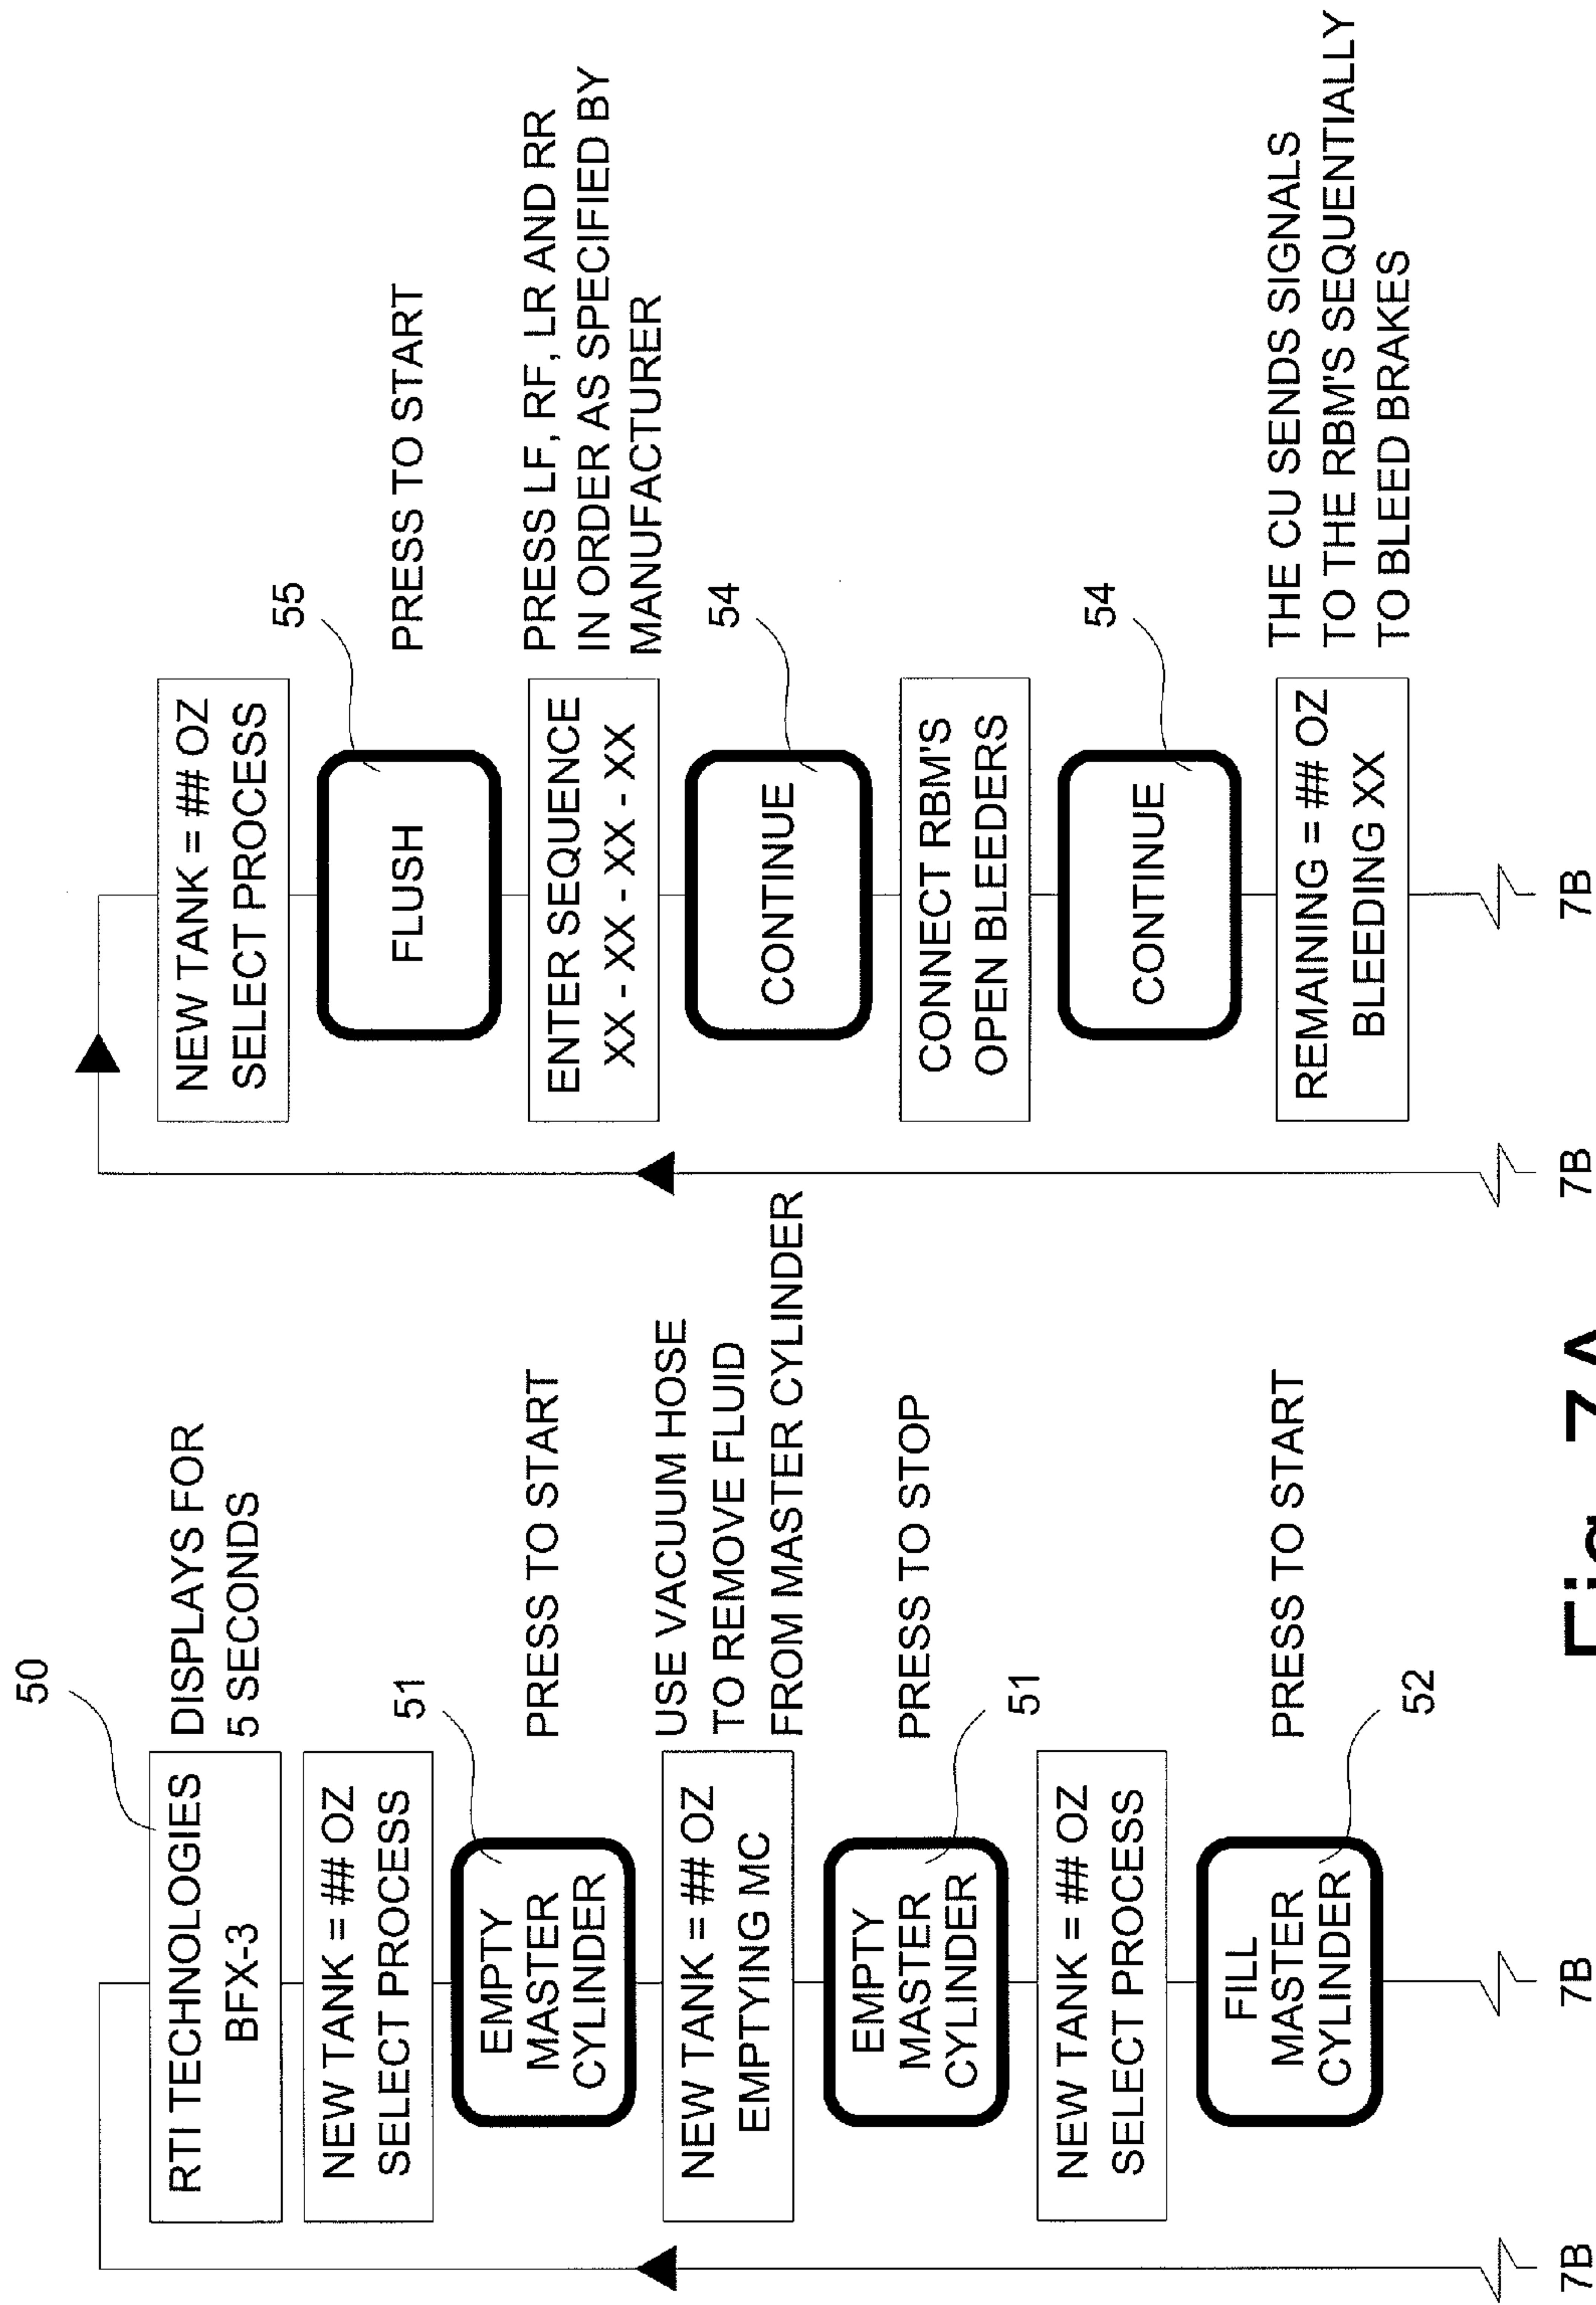 50
RTI TECHNOLOGIES
BFX-3
DISPLAYS FOR
5 SECONDS
NEW TANK = ## OZ
SELECT PROCESS
51
EMPTY
MASTER
CYLINDER
PRESS TO START
NEW TANK = ## OZ
EMPTYING MC
USE VACUUM HOSE
TO REMOVE FLUID
FROM MASTER CYLINDER
EMPTY
MASTER
CYLINDER
PRESS TO STOP
51
NEW TANK = ## OZ
SELECT PROCESS
FILL
MASTER
CYLINDER
PRESS TO START
52
7B
7B
NEW TANK = ## OZ
SELECT PROCESS
55
FLUSH
PRESS TO START
ENTER SEQUENCE
XX - XX - XX - XX
PRESS LF, RF, LR AND RR
IN ORDER AS SPECIFIED BY
MANUFACTURER
54
CONTINUE
CONNECT RBM'S
OPEN BLEEDERS
54
CONTINUE
REMAINING = ## OZ
BLEEDING XX
THE CU SENDS SIGNALS
TO THE RBM'S SEQUENTIALLY
TO BLEED BRAKES
7B
7B
Fig. 7A